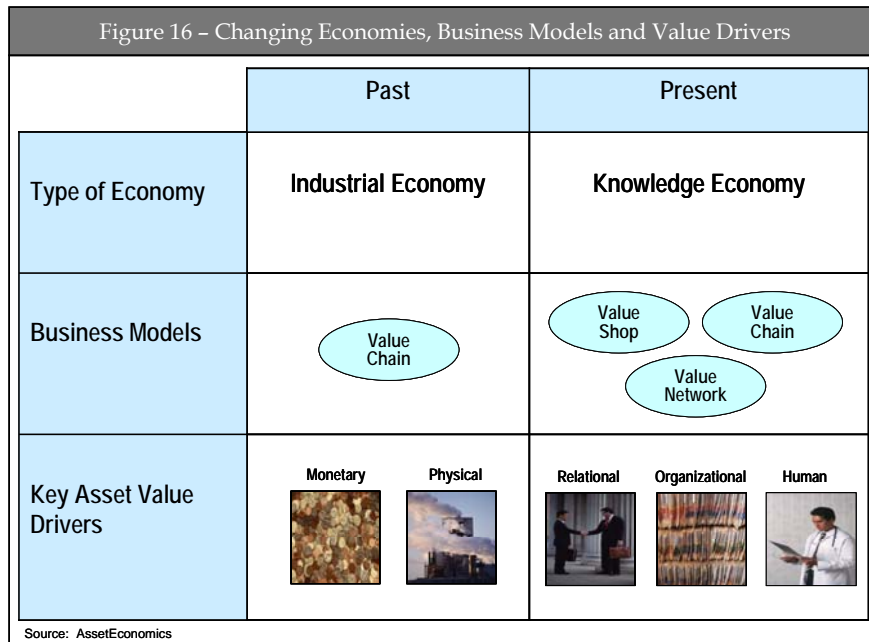 Figure 16 – Changing Economies, Business Models and Value Drivers
Past
Present
Type of Economy
Industrial Economy
Knowledge Economy
Business Models
Value
Chain
Value
Shop
Value
Chain
Value
Network
Key Asset Value
Drivers
Monetary
Physical
Relational
Organizational
Human
Source: AssetEconomics